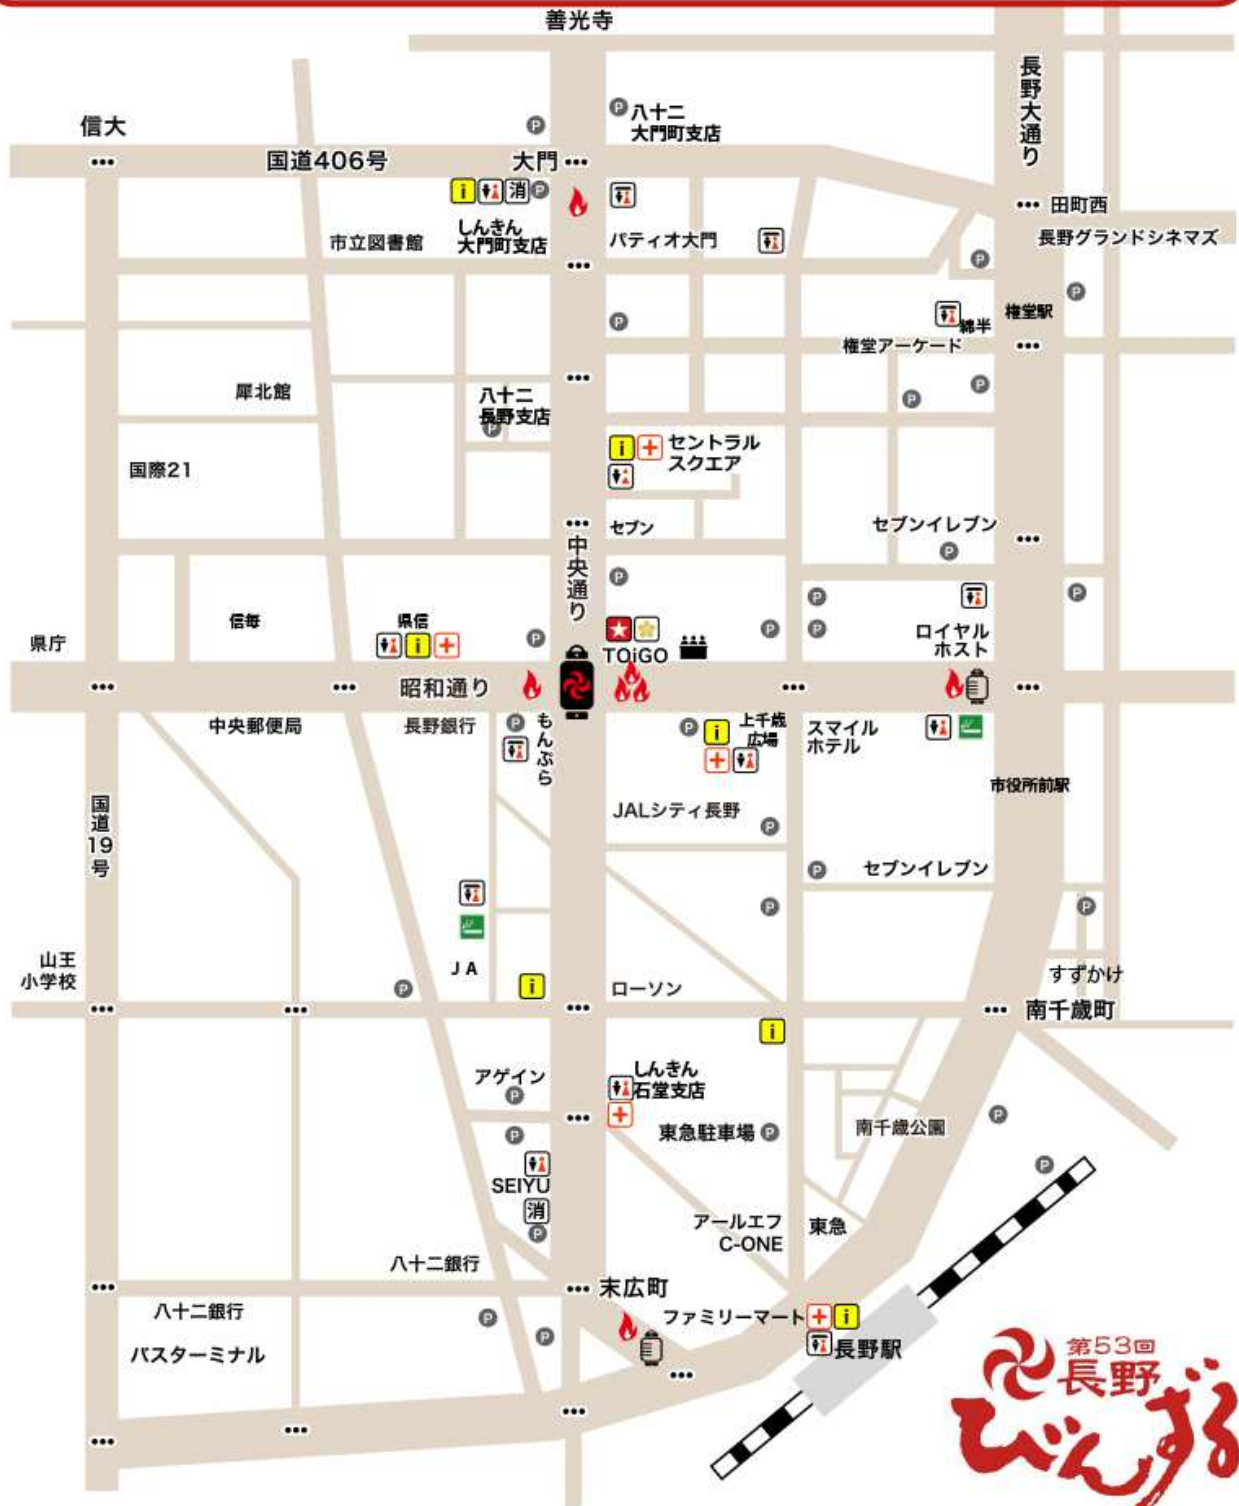 善光寺
長野大通り
八十二
大門町支店
信大
国道406号
大門
しんきん
大門町支店
消
市立図書館
パティオ大門
田町西
長野グランドシネマズ
権堂駅
綿半
権堂アーケード
犀北館
八十二
長野支店
国際21
セントラル
スクエア
セブン
セブンイレブン
中央通り
信毎
県信
県庁
TOiGO
ロイヤル
ホスト
昭和通り
中央郵便局
長野銀行
もんぷら
上千歳
広場
スマイル
ホテル
市役所前駅
国道19号
JALシティ長野
セブンイレブン
山王
小学校
JA
ローソン
すずかけ
南千歳町
アゲイン
しんきん
石堂支店
東急駐車場
南千歳公園
SEIYU
消
アールエフ
C-ONE
東急
八十二銀行
末広町
八十二銀行
バスターミナル
ファミリーマート
長野駅
第53回
長野
びんずる